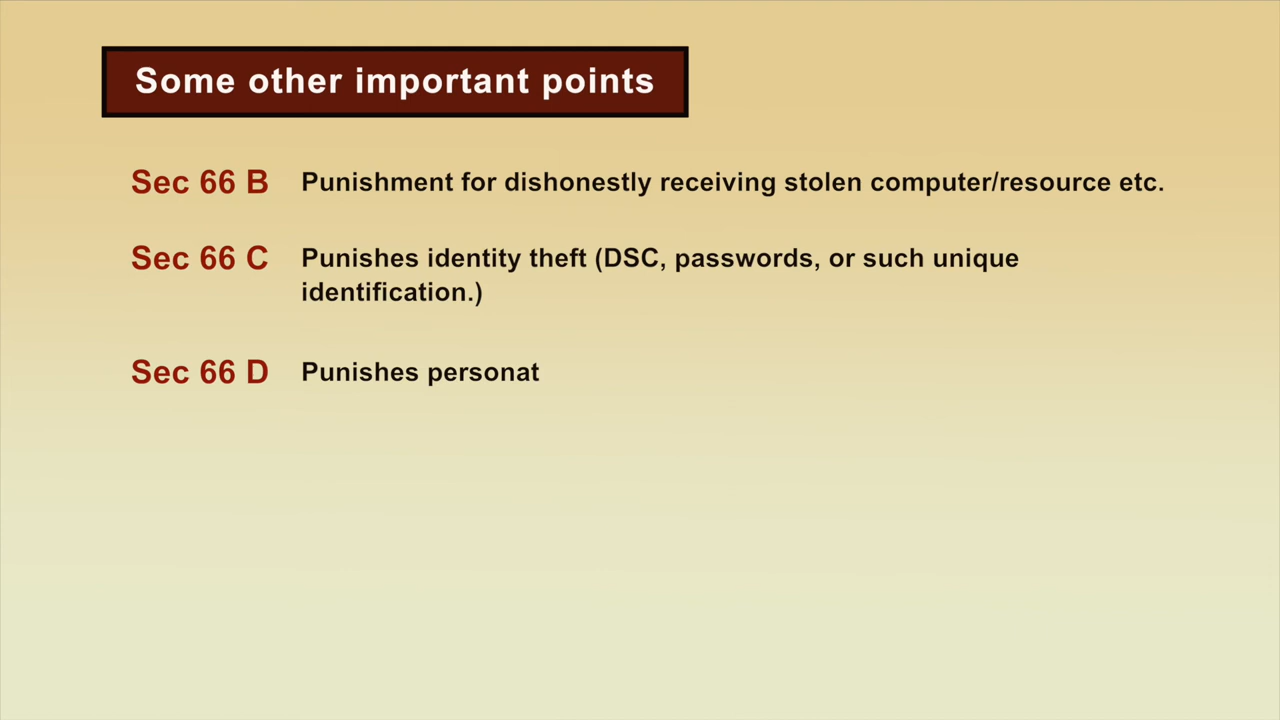 Some other important points
Sec 66 B Punishment for dishonestly receiving stolen computer/resource etc.
Sec 66 C Punishes identity theft (DSC, passwords, or such unique
identification.)
Sec 66 D Punishes personat